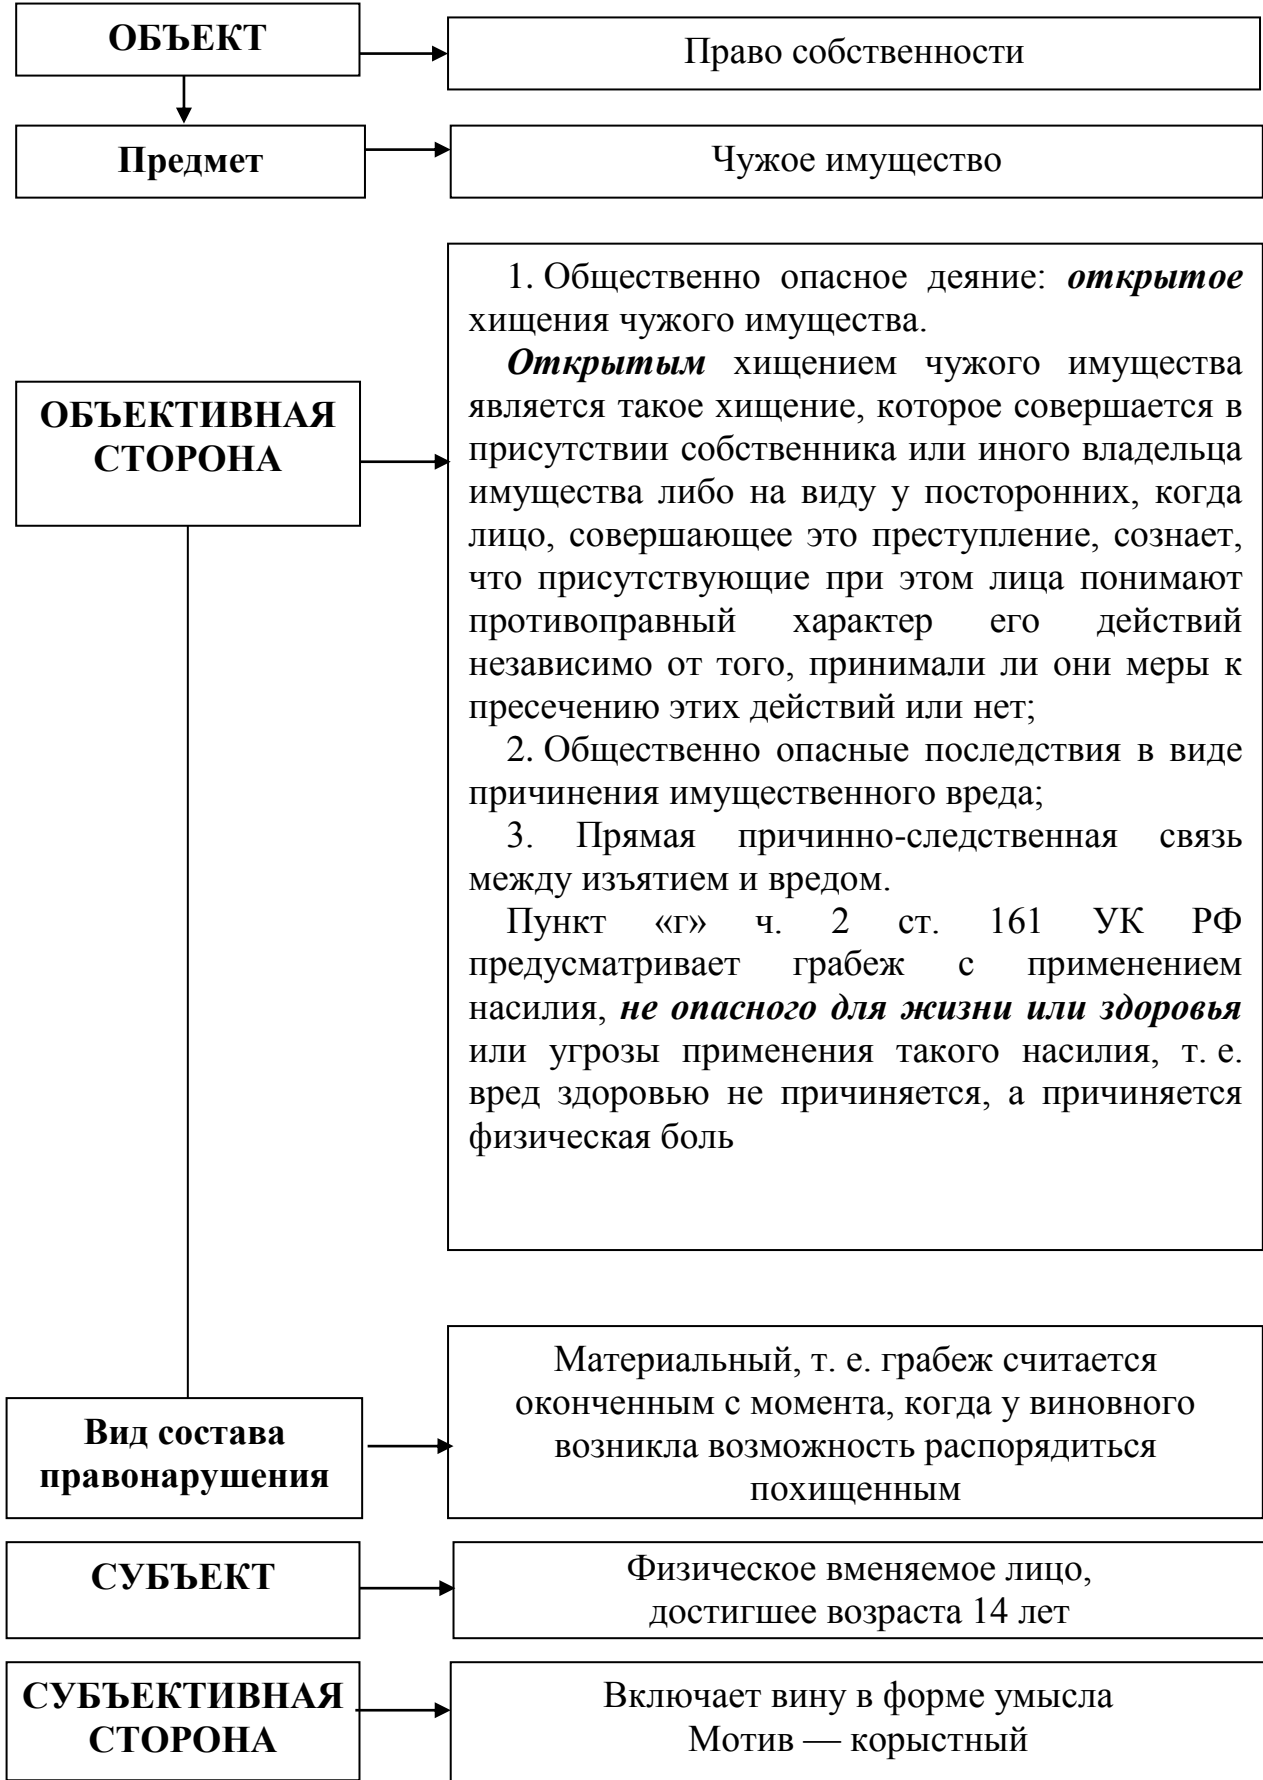 ОБЪЕКТ
Право собственности
Предмет
Чужое имущество
ОБЪЕКТИВНАЯ
СТОРОНА
1. Общественно опасное деяние: открытое
хищения чужого имущества.
Открытым хищением чужого имущества
является такое хищение, которое совершается в
присутствии собственника или иного владельца
имущества либо на виду у посторонних, когда
лицо, совершающее это преступление, сознает,
что присутствующие при этом лица понимают
противоправный характер его действий
независимо от того, принимали ли они меры к
пресечению этих действий или нет;
2. Общественно опасные последствия в виде
причинения имущественного вреда;
3. Прямая причинно-следственная связь
между изъятием и вредом.
Пункт «г» ч. 2 ст. 161 УК РФ
предусматривает грабеж с применением
насилия, не опасного для жизни или здоровья
или угрозы применения такого насилия, т. е.
вред здоровью не причиняется, а причиняется
физическая боль
Вид состава
правонарушения
Материальный, т. е. грабеж считается
оконченным с момента, когда у виновного
возникла возможность распорядиться
похищенным
СУБЪЕКТ
Физическое вменяемое лицо,
достигшее возраста 14 лет
СУБЪЕКТИВНАЯ
СТОРОНА
Включает вину в форме умысла
Мотив — корыстный